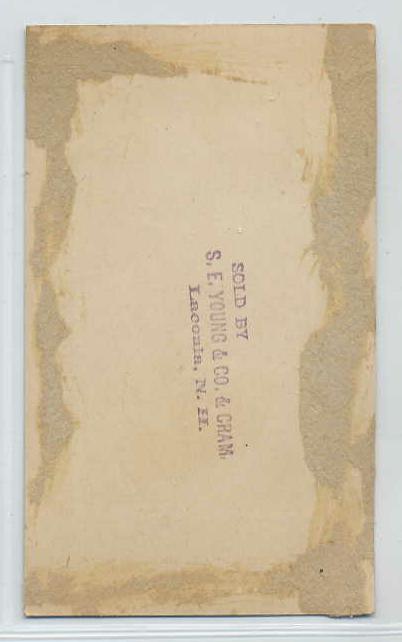 SOLD BY
S. E. YOUNG & CO. & CRAM.
Laconia, N. H.